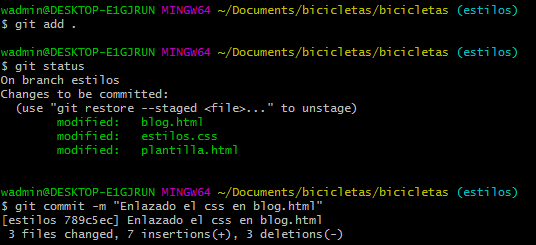 wadmin@DESKTOP-E1GJRUN MINGW64 ~/Documents/bicicletas/bicicletas (estilos)
$ git add .
wadmin@DESKTOP-E1GJRUN MINGW64 ~/Documents/bicicletas/bicicletas (estilos)
$ git status
On branch estilos
Changes to be committed:
  (use "git restore --staged <file>..." to unstage)
        modified:   blog.html
        modified:   estilos.css
        modified:   plantilla.html
wadmin@DESKTOP-E1GJRUN MINGW64 ~/Documents/bicicletas/bicicletas (estilos)
$ git commit -m "Enlazado el css en blog.html"
[estilos 789c5ec] Enlazado el css en blog.html
 3 files changed, 7 insertions(+), 3 deletions(-)